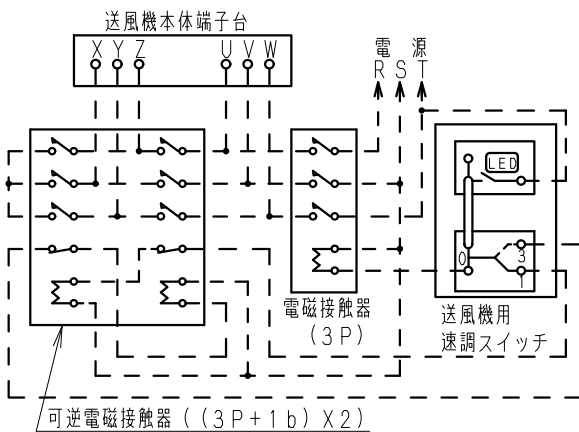 送風機本体端子台
X Y Z U V W
電源
R S T
LED
0
3
1
電磁接触器
(3P)
送風機用
速調スイッチ
可逆電磁接触器((3P+1b)X2)